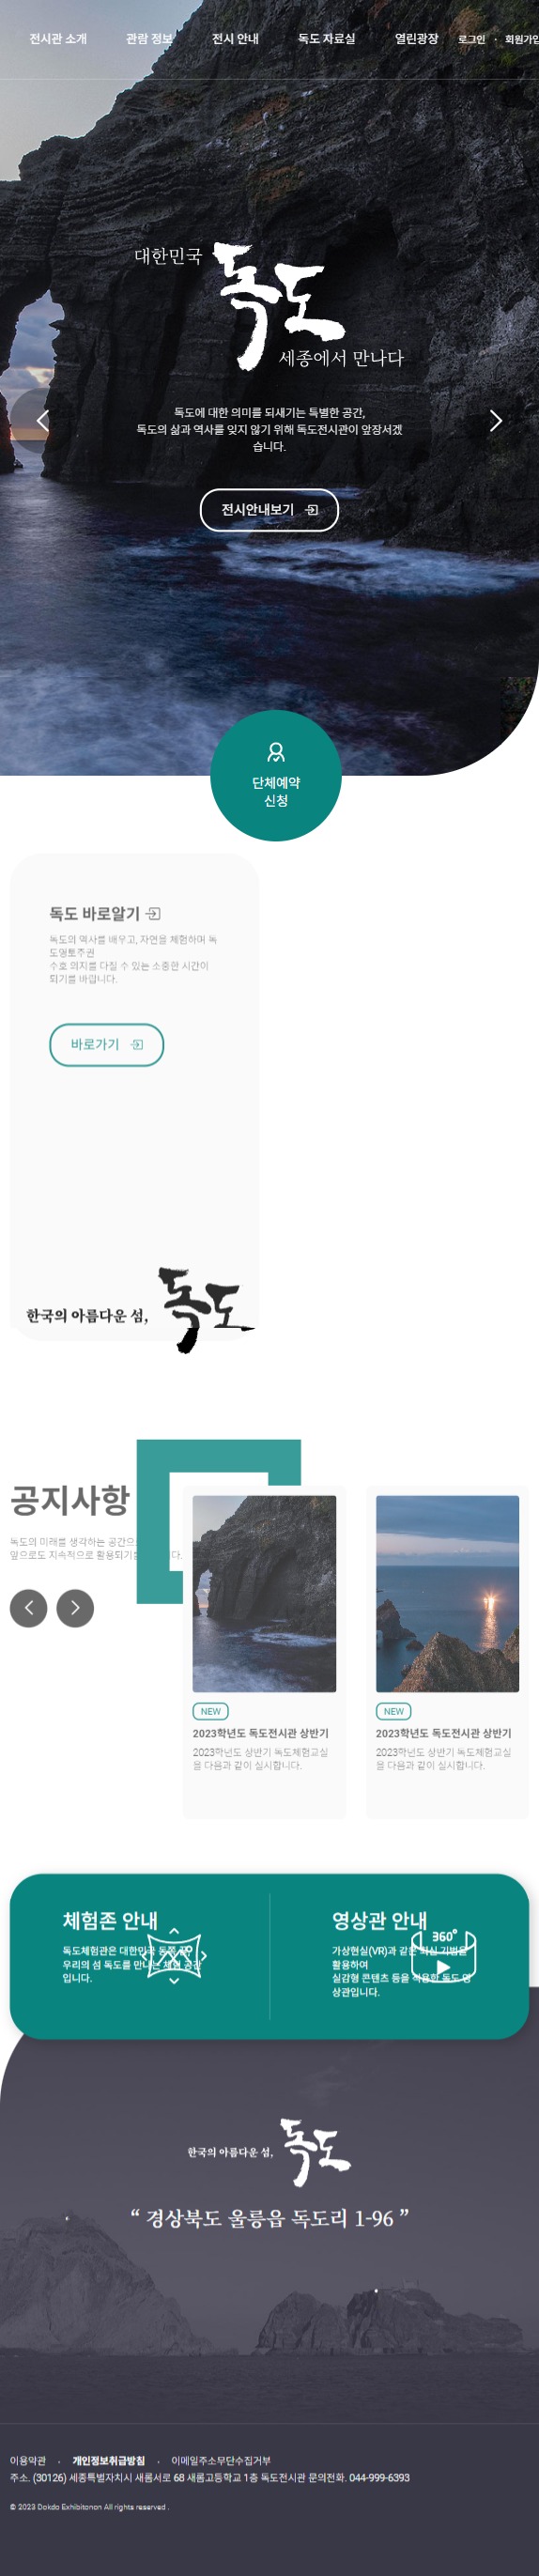 전시관 소개 관람 정보 전시 안내 독도 자료실 열린광장 로그인 · 회원가입
대한민국 독도
세종에서 만나다
독도에 대한 의미를 되새기는 특별한 공간,
독도의 삶과 역사를 잊지 않기 위해 독도전시관이 앞장서겠
습니다.
전시안내보기
단체예약
신청
독도 바로알기
독도의 역사를 배우고, 자연을 체험하며 독
도영토주권
수호 의지를 다질 수 있는 소중한 시간이
되기를 바랍니다.
바로가기
한국의 아름다운 섬, 독도
공지사항
독도의 미래를 생각하는 공간으
앞으로도 지속적으로 활용되기를 다.
NEW
2023학년도 독도전시관 상반기
2023학년도 상반기 독도체험교실
을 다음과 같이 실시합니다.
NEW
2023학년도 독도전시관 상반기
2023학년도 상반기 독도체험교실
을 다음과 같이 실시합니다.
체험존 안내
독도체험관은 대한민국 동쪽 끝,
우리의 섬 독도를 만나는 체험 공간
입니다.
영상관 안내
360°
가상현실(VR)과 같은 최신 기법을
활용하여
실감형 콘텐츠 등을 적용한 독도 영
상관입니다.
한국의 아름다운 섬, 독도
“ 경상북도 울릉읍 독도리 1-96 ”
이용약관 · 개인정보취급방침 · 이메일주소무단수집거부
주소. (30126) 세종특별자치시 새롬서로 68 새롬고등학교 1층 독도전시관 문의전화. 044-999-6393
© 2023 Dokdo Exhibitonon All rights reserved .